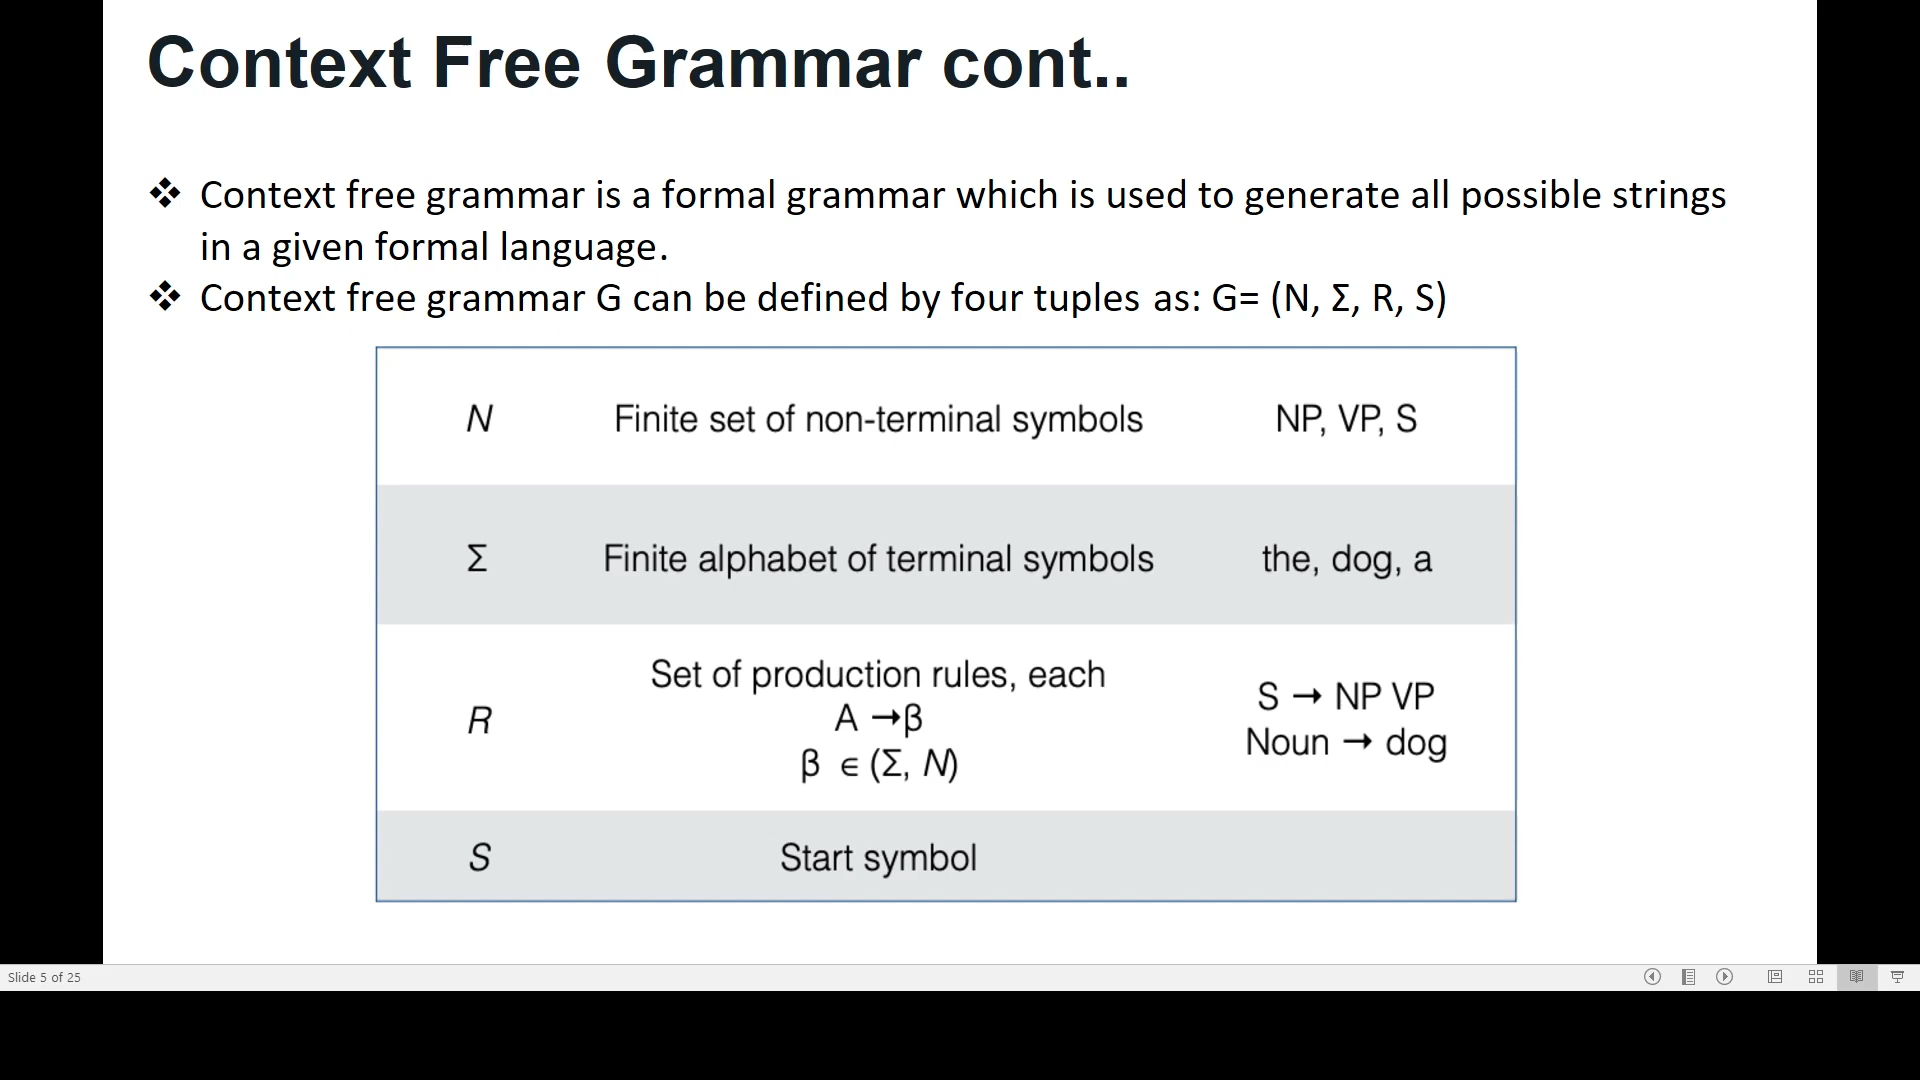 Context Free Grammar cont..
❖ Context free grammar is a formal grammar which is used to generate all possible strings
in a given formal language.
❖ Context free grammar G can be defined by four tuples as: G= (N, Σ, R, S)
N Finite set of non-terminal symbols NP, VP, S
Σ Finite alphabet of terminal symbols the, dog, a
Set of production rules, each
R A →β S → NP VP
β ∈ (Σ, N) Noun → dog
S Start symbol
Slide 5 of 25